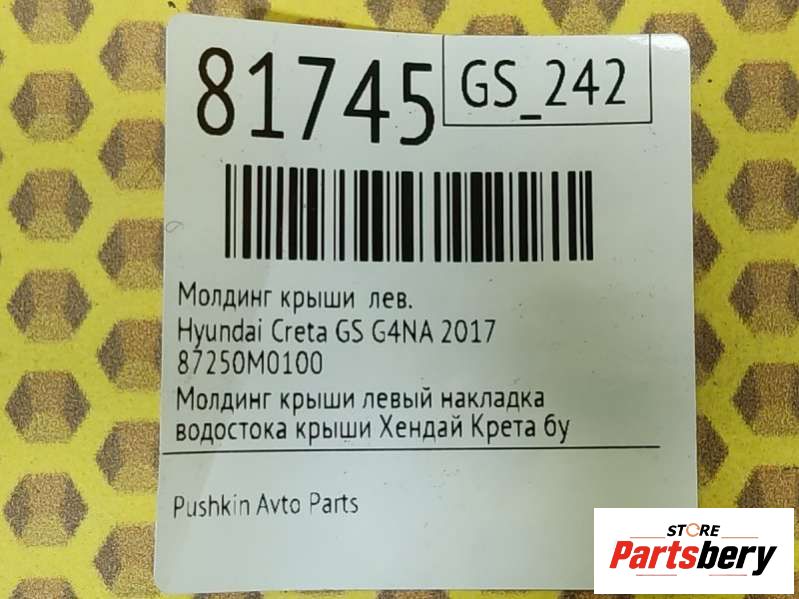 81745
GS_242
Молдинг крыши лев.
Hyundai Creta GS G4NA 2017
87250M0100
Молдинг крыши левый накладка
водостока крыши Хендай Крета бу
Pushkin Avto Parts
STORE
Partsbery